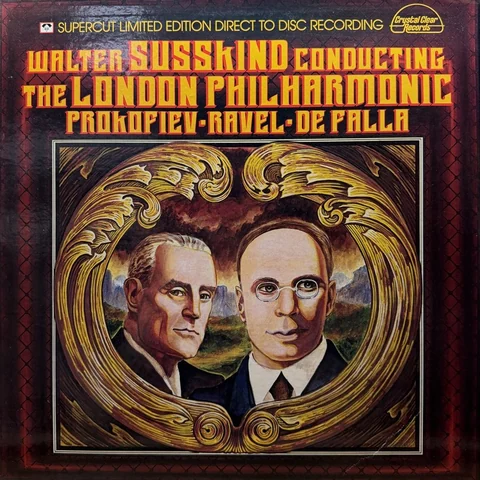 SUPERCUT LIMITED EDITION DIRECT TO DISC RECORDING
Crystal Clear
Records
WALTER SUSSKIND CONDUCTING
THE LONDON PHILHARMONIC
PROKOFIEV·RAVEL·DE FALLA